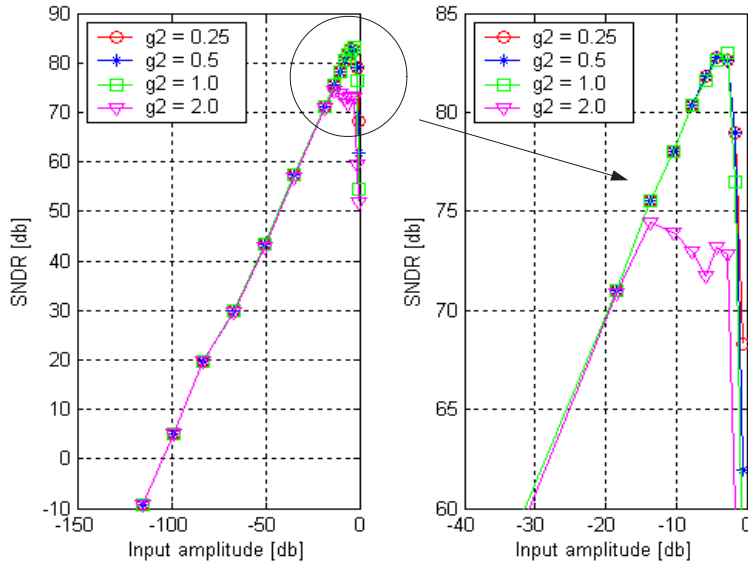 90
80
70
60
50
40
30
20
10
0
-10
SNDR [db]
g2 = 0.25
g2 = 0.5
g2 = 1.0
g2 = 2.0
-150
-100
-50
0
Input amplitude [db]
85
80
75
70
65
60
SNDR [db]
g2 = 0.25
g2 = 0.5
g2 = 1.0
g2 = 2.0
-40
-30
-20
-10
0
Input amplitude [db]